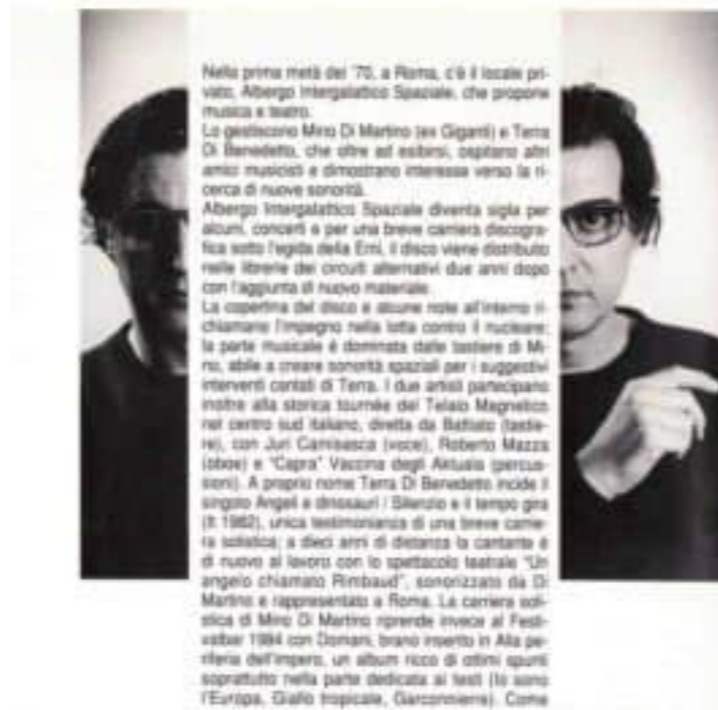 Nella prima metà dei '70, a Roma, c'è il locale pri-
vato, Albergo Intergalattico Spaziale, che propone
musica e teatro.
Lo gestiscono Mino Di Martino (ex Giganti) e Terra
Di Benedetto, che oltre ad esibirsi, ospitano altri
amici musicisti e dimostrano interesse verso la ri-
cerca di nuove sonorità.
Albergo Intergalattico Spaziale diventa sigla per
alcuni, concerti e per una breve carriera discogra-
fica sotto l'egida della Emi, il disco viene distribuito
nelle librerie dei circuiti alternativi due anni dopo
con l'aggiunta di nuovo materiale.
La copertina del disco e alcune note all'interno ri-
chiamano l'impegno nella lotta contro il nucleare;
la parte musicale è dominata dalle tastiere di Mi-
no, abile a creare sonorità spaziali per i suggestivi
interventi cantati di Terra. I due artisti partecipano
inoltre alla storica tournée del Telaio Magnetico
nel centro sud italiano, diretta da Battiato (tastie-
re), con Juri Camisasca (voce), Roberto Mazza
(oboe) e "Capra" Vaccina degli Aktuala (percus-
sioni). A proprio nome Terra Di Benedetto incide il
singolo Angeli e dinosauri / Silenzio e il tempo gira
(It 1982), unica testimonianza di una breve carrie-
ra solistica; a dieci anni di distanza la cantante è
di nuovo al lavoro con lo spettacolo teatrale "Un
angelo chiamato Rimbaud", sonorizzato da Di
Martino e rappresentato a Roma. La carriera soli-
stica di Mino Di Martino riprende invece al Festi-
valbar 1984 con Domani, brano inserito in Alla pe-
riferia dell'impero, un album ricco di ottimi spunti
soprattutto nella parte dedicata ai testi (Io sono
l'Europa, Giallo tropicale, Garconnierre). Come